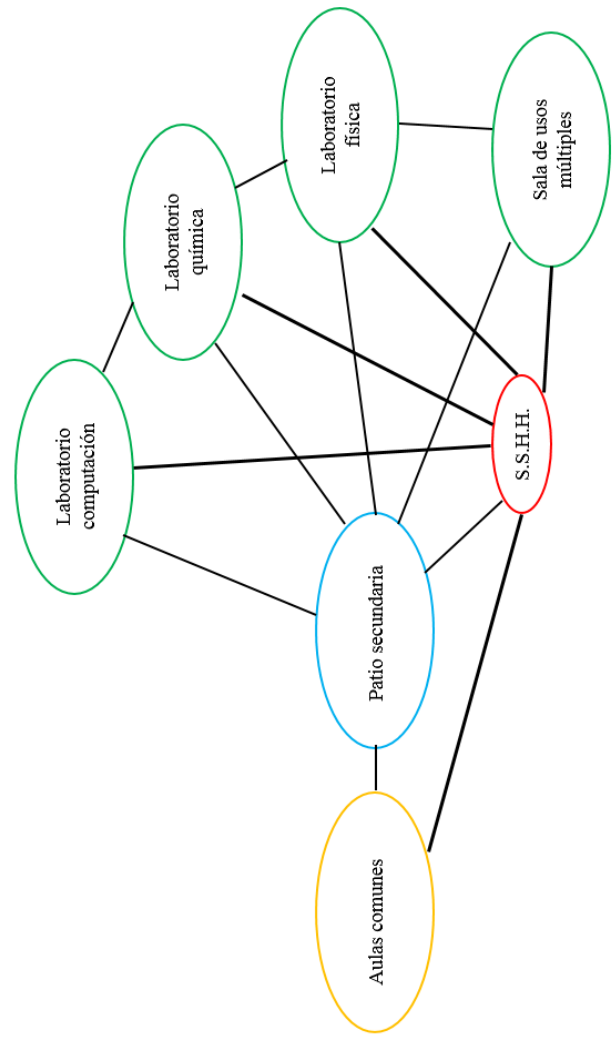 Laboratorio
computación
Laboratorio
química
Laboratorio
física
Sala de usos
múltiples
Patio secundaria
S.S.H.H.
Aulas comunes